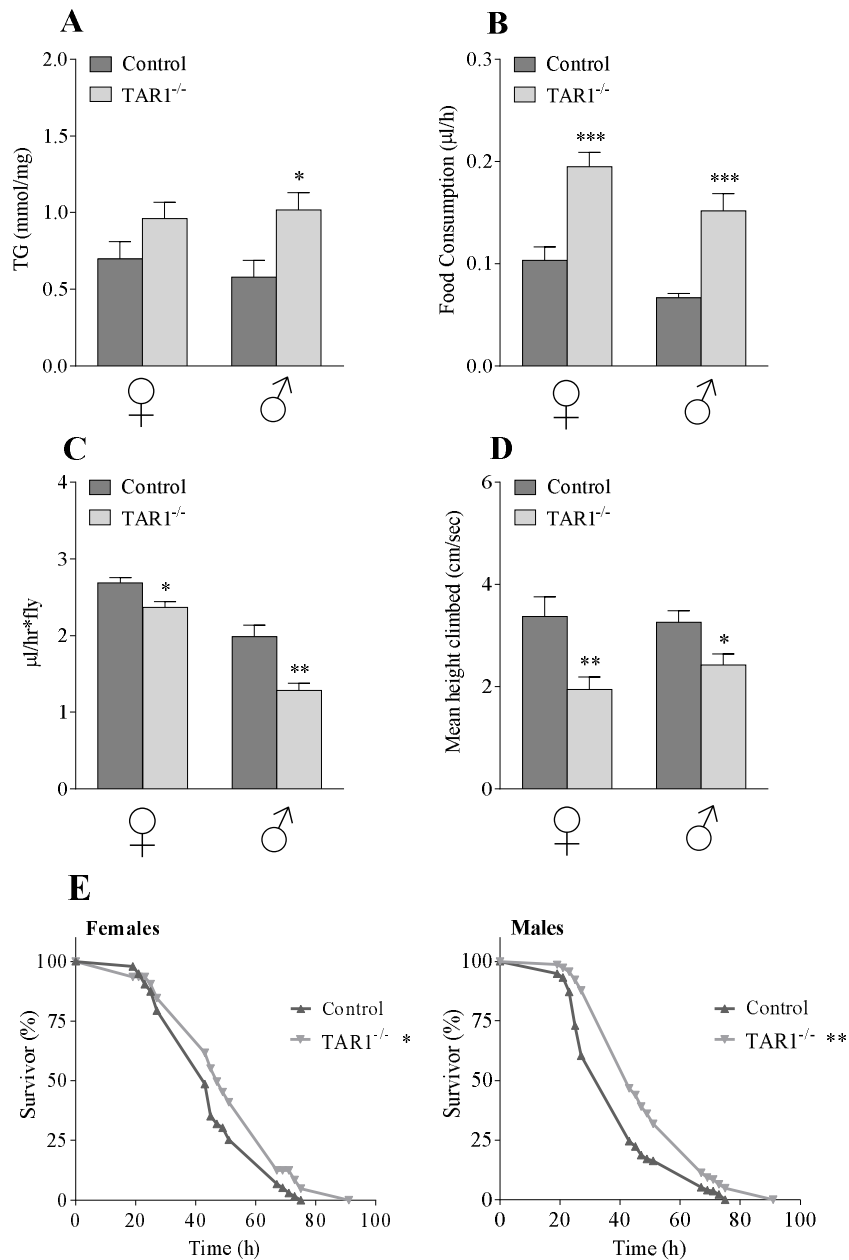 A
TG (mmol/mg)
2.0
1.5
1.0
0.5
0.0
Control
TAR1-/-
*
♀ ♂
B
Food Consumption (µl/h)
0.3
0.2
0.1
0.0
Control
TAR1-/-
***
***
♀ ♂
C
µl/hr*fly
4
3
2
1
0
Control
TAR1-/-
*
**
♀ ♂
D
Mean height climbed (cm/sec)
6
4
2
0
Control
TAR1-/-
**
*
♀ ♂
E
Females
Survivor (%)
100
75
50
25
0
Control
TAR1-/- *
0 20 40 60 80 100
Time (h)
Males
Survivor (%)
100
75
50
25
0
Control
TAR1-/- **
0 20 40 60 80 100
Time (h)